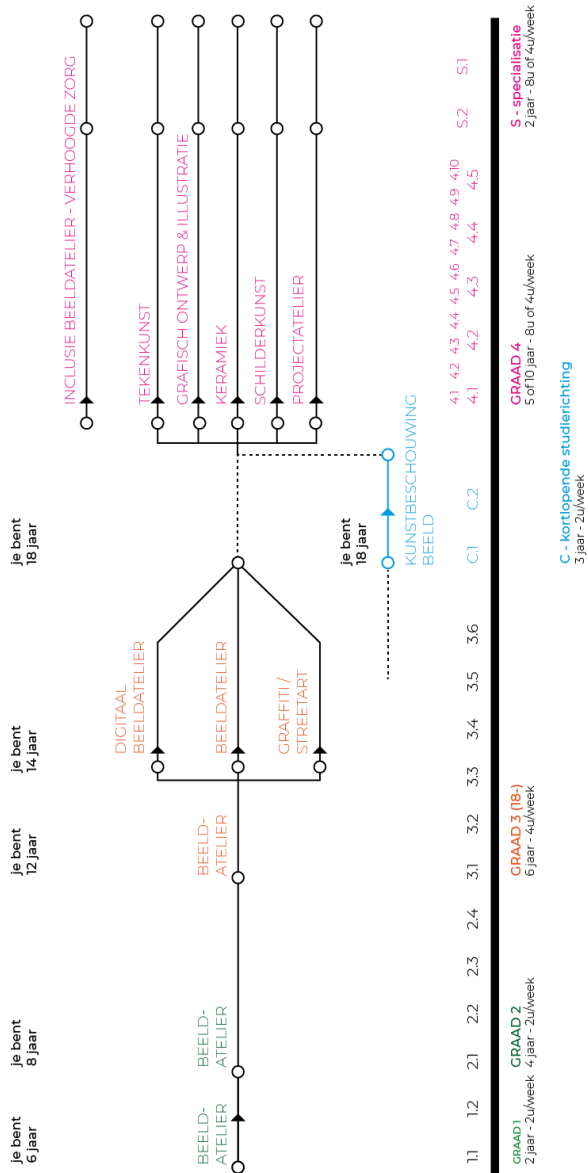 je bent
6 jaar
je bent
8 jaar
je bent
12 jaar
je bent
14 jaar
je bent
18 jaar
INCLUSIE BEELDATELIER - VERHOOGDE ZORG
TEKENKUNST
GRAFISCH ONTWERP & ILLUSTRATIE
KERAMIEK
SCHILDERKUNST
PROJECTATELIER
DIGITAAL
BEELDATELIER
BEELDATELIER
GRAFFITI /
STREETART
BEELD-
ATELIER
BEELD-
ATELIER
BEELD-
ATELIER
je bent
18 jaar
KUNSTBESCHOUWING
BEELD
4.1 4.2 4.3 4.4 4.5 4.6 4.7 4.8 4.9 4.10
1.1 1.2 2.1 2.2 2.3 2.4 3.1 3.2 3.3 3.4 3.5 3.6 C.1 C.2 4.1 4.2 4.3 4.4 4.5 S.2 S.1
GRAAD 1
2 jaar - 2u/week
GRAAD 2
4 jaar - 2u/week
GRAAD 3 (18-)
6 jaar - 4u/week
GRAAD 4
5 of 10 jaar - 8u of 4u/week
S - specialisatie
2 jaar - 8u of 4u/week
C - kortlopende studierichting
3 jaar - 2u/week